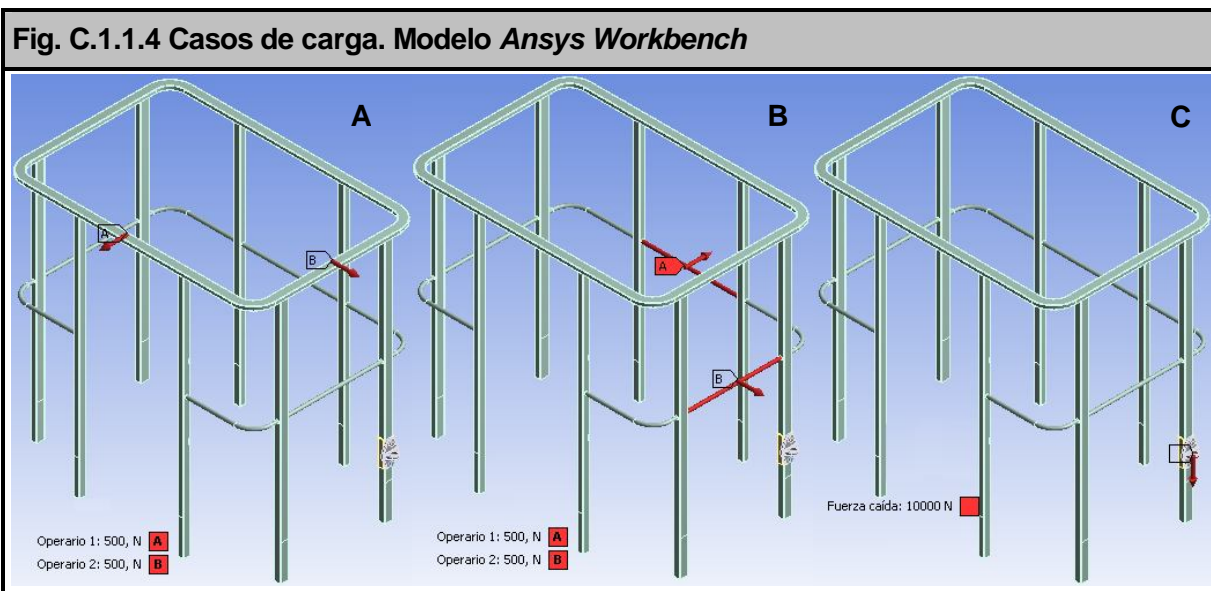 Fig. C.1.1.4 Casos de carga. Modelo Ansys Workbench
A
B
C
A
B
A
B
Operario 1: 500, N A
Operario 2: 500, N B
Operario 1: 500, N A
Operario 2: 500, N B
Fuerza caída: 10000 N